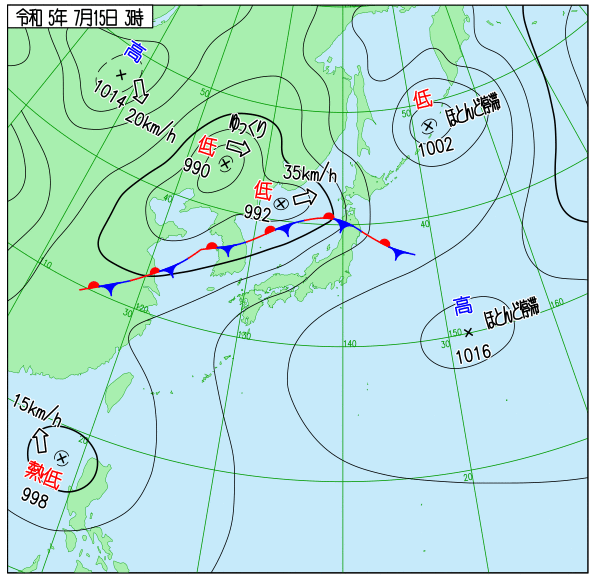 令和 5年 7月15日 3時
高
1014
20km/h
50
ゆっくり
低
990
低
992
35km/h
低
ほとんど停滞
1002
50
40
40
110
30
120
130
140
高
ほとんど停滞
150
160
30
1016
15km/h
熱低
998
20
20